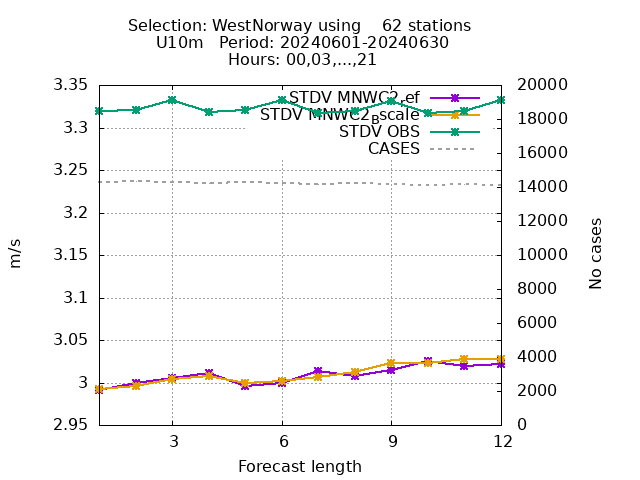 Selection: WestNorway using    62 stations
U10m   Period: 20240601-20240630
Hours: 00,03,...,21
3.35
3.3
3.25
3.2
3.15
3.1
3.05
3
2.95
m/s
STDV MNWC2_ref
STDV MNWC2_Bscale
STDV OBS
CASES
20000
18000
16000
14000
12000
10000
8000
6000
4000
2000
0
No cases
3 6 9 12
Forecast length